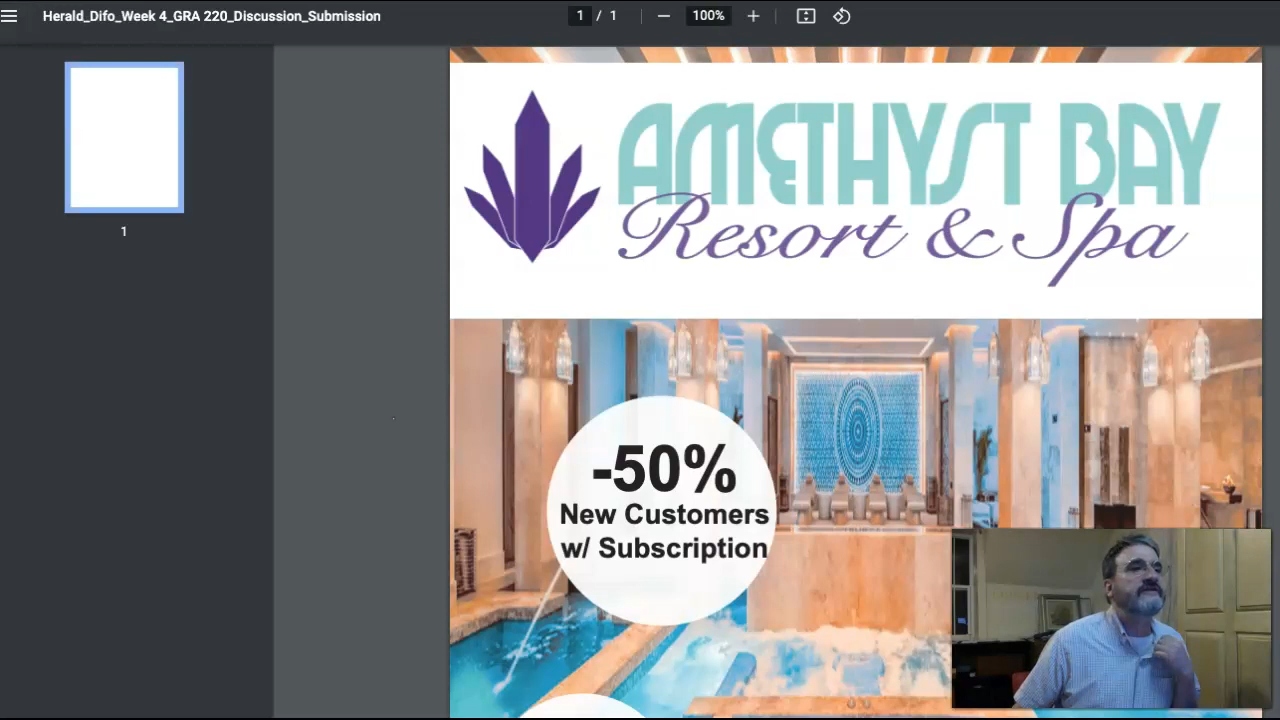 Herald_Difo_Week 4_GRA 220_Discussion_Submission
1 / 1
100%
1
AMETHYST BAY
Resort & Spa
-50%
New Customers
w/ Subscription